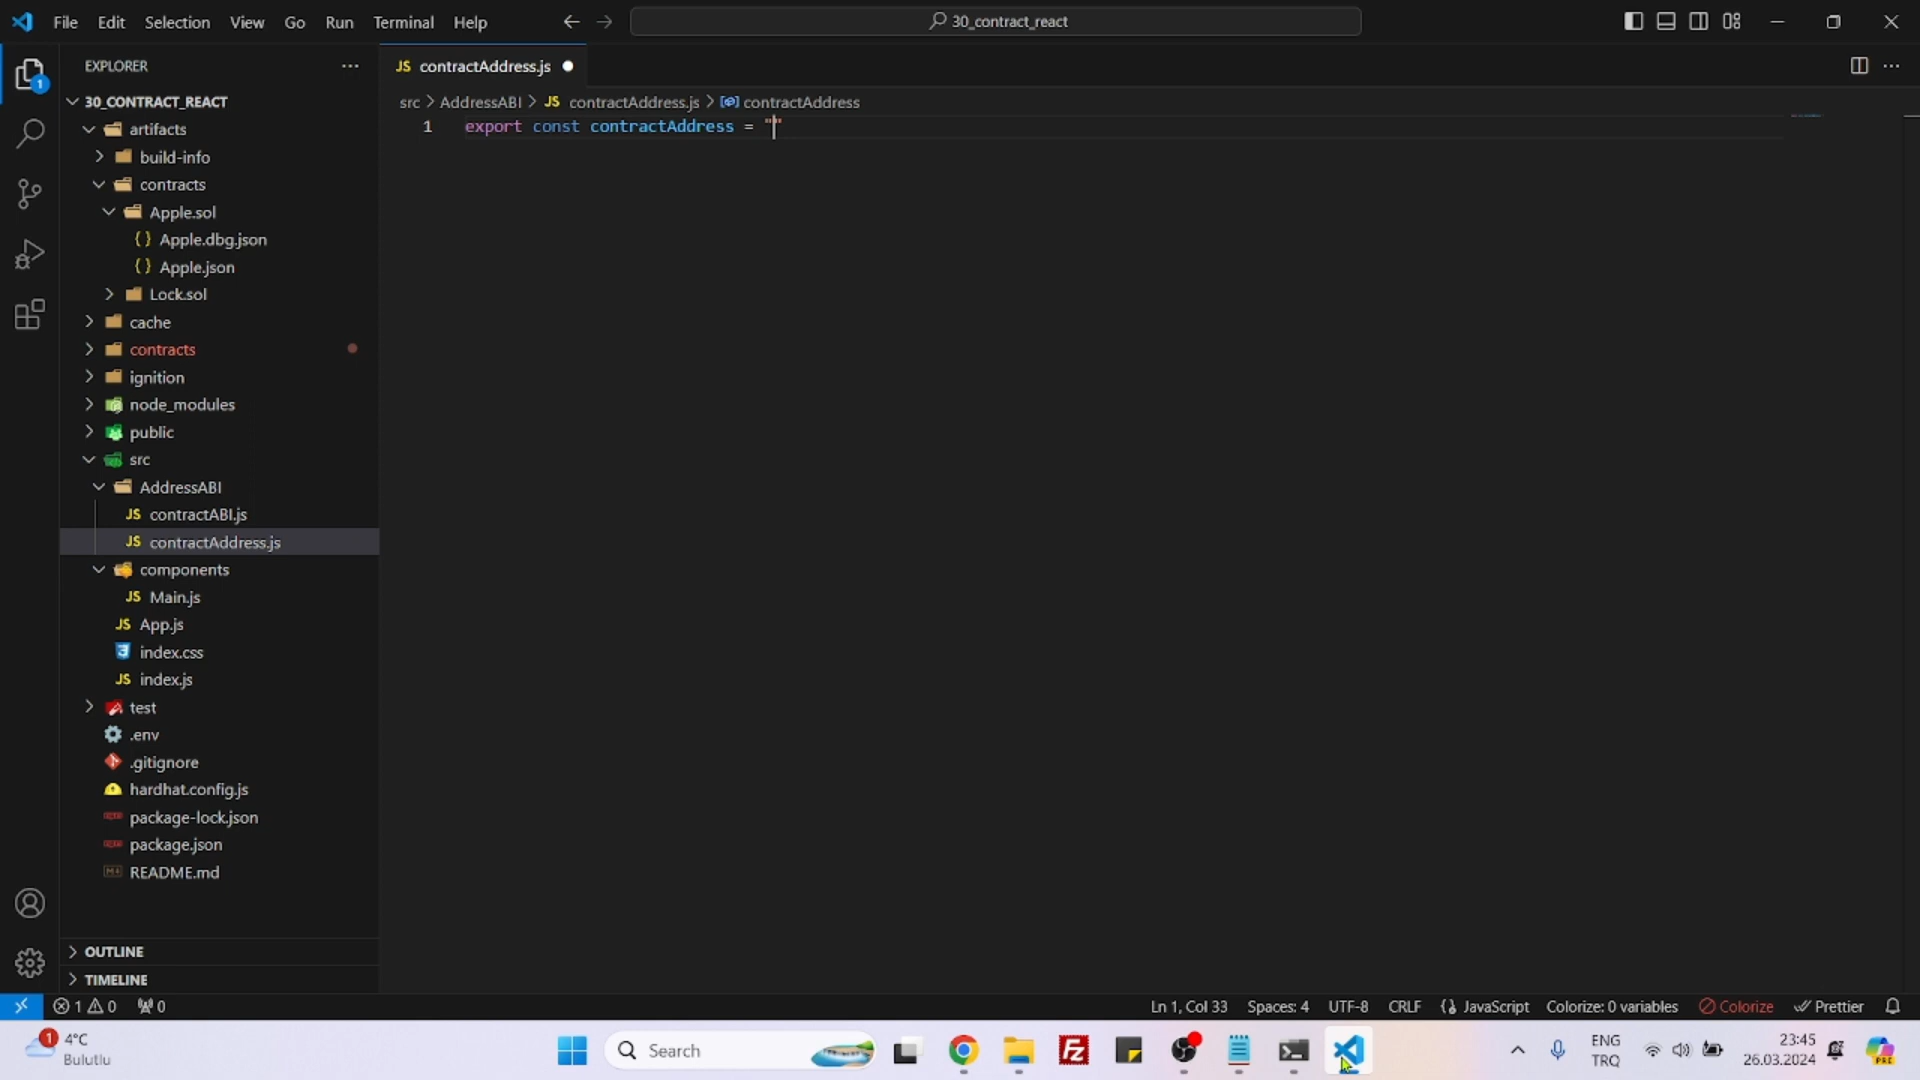 File Edit Selection View Go Run Terminal Help
30_contract_react
EXPLORER
1
30_CONTRACT_REACT
artifacts
build-info
contracts
Apple.sol
Apple.dbg.json
Apple.json
Lock.sol
cache
contracts
ignition
node_modules
public
src
AddressABI
contractABI.js
contractAddress.js
components
Main.js
App.js
index.css
index.js
test
.env
.gitignore
hardhat.config.js
package-lock.json
package.json
README.md
OUTLINE
TIMELINE
JS contractAddress.js
src > AddressABI > JS contractAddress.js > contractAddress
1 export const contractAddress = ""
1 0 0
Ln 1, Col 33 Spaces: 4 UTF-8 CRLF {} JavaScript Colorize: 0 variables Colorize Prettier
1 4°C
Bulutlu
Search
ENG
TRQ
23:45
26.03.2024
PRE